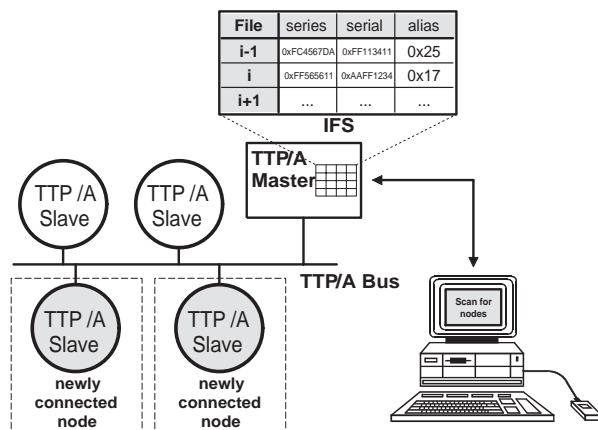 File series serial alias
i-1 0xFC4567DA 0xFF113411 0x25
i 0xFF565611 0xAAFF1234 0x17
i+1 ... ... ...
IFS
TTP/A
Master
TTP /A
Slave
TTP /A
Slave
TTP/A Bus
TTP /A
Slave
newly
connected
node
TTP /A
Slave
newly
connected
node
Scan for
nodes